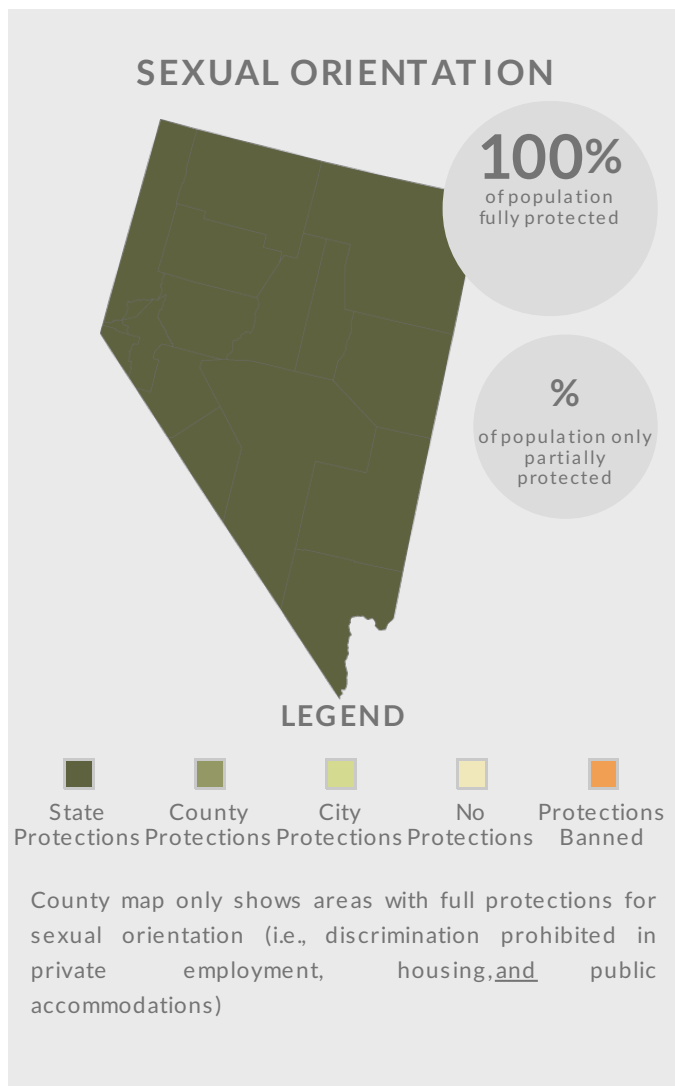 SEXUAL ORIENTATION
100%
of population
fully protected
%
of population only
partially
protected
LEGEND
State
Protections
County
Protections
City
Protections
No
Protections
Protections
Banned
County map only shows areas with full protections for
sexual orientation (i.e., discrimination prohibited in
private employment, housing, and public
accommodations)